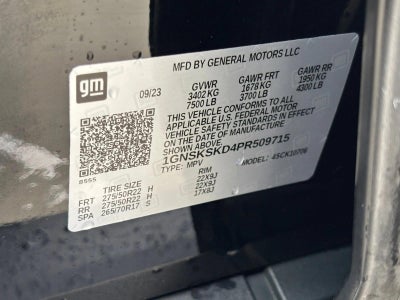 MFD BY GENERAL MOTORS LLC
gm
09/23
GVWR GAWR FRT GAWR RR
3402 KG 1678 KG 1950 KG
7500 LB 3700 LB 4300 LB
THIS VEHICLE CONFORMS TO ALL
APPLICABLE U.S. FEDERAL MOTOR
VEHICLE SAFETY STANDARDS IN EFFECT
ON THE DATE OF MANUFACTURE
SHOWN ABOVE
1GNSKSKD4PR509715
TYPE: MPV MODEL: 4SCK10706
8555
TIRE SIZE RIM
FRT 275/50R22 H 22X9J
RR 275/50R22 H 22X9J
SPA 265/70R17 S 17X8J